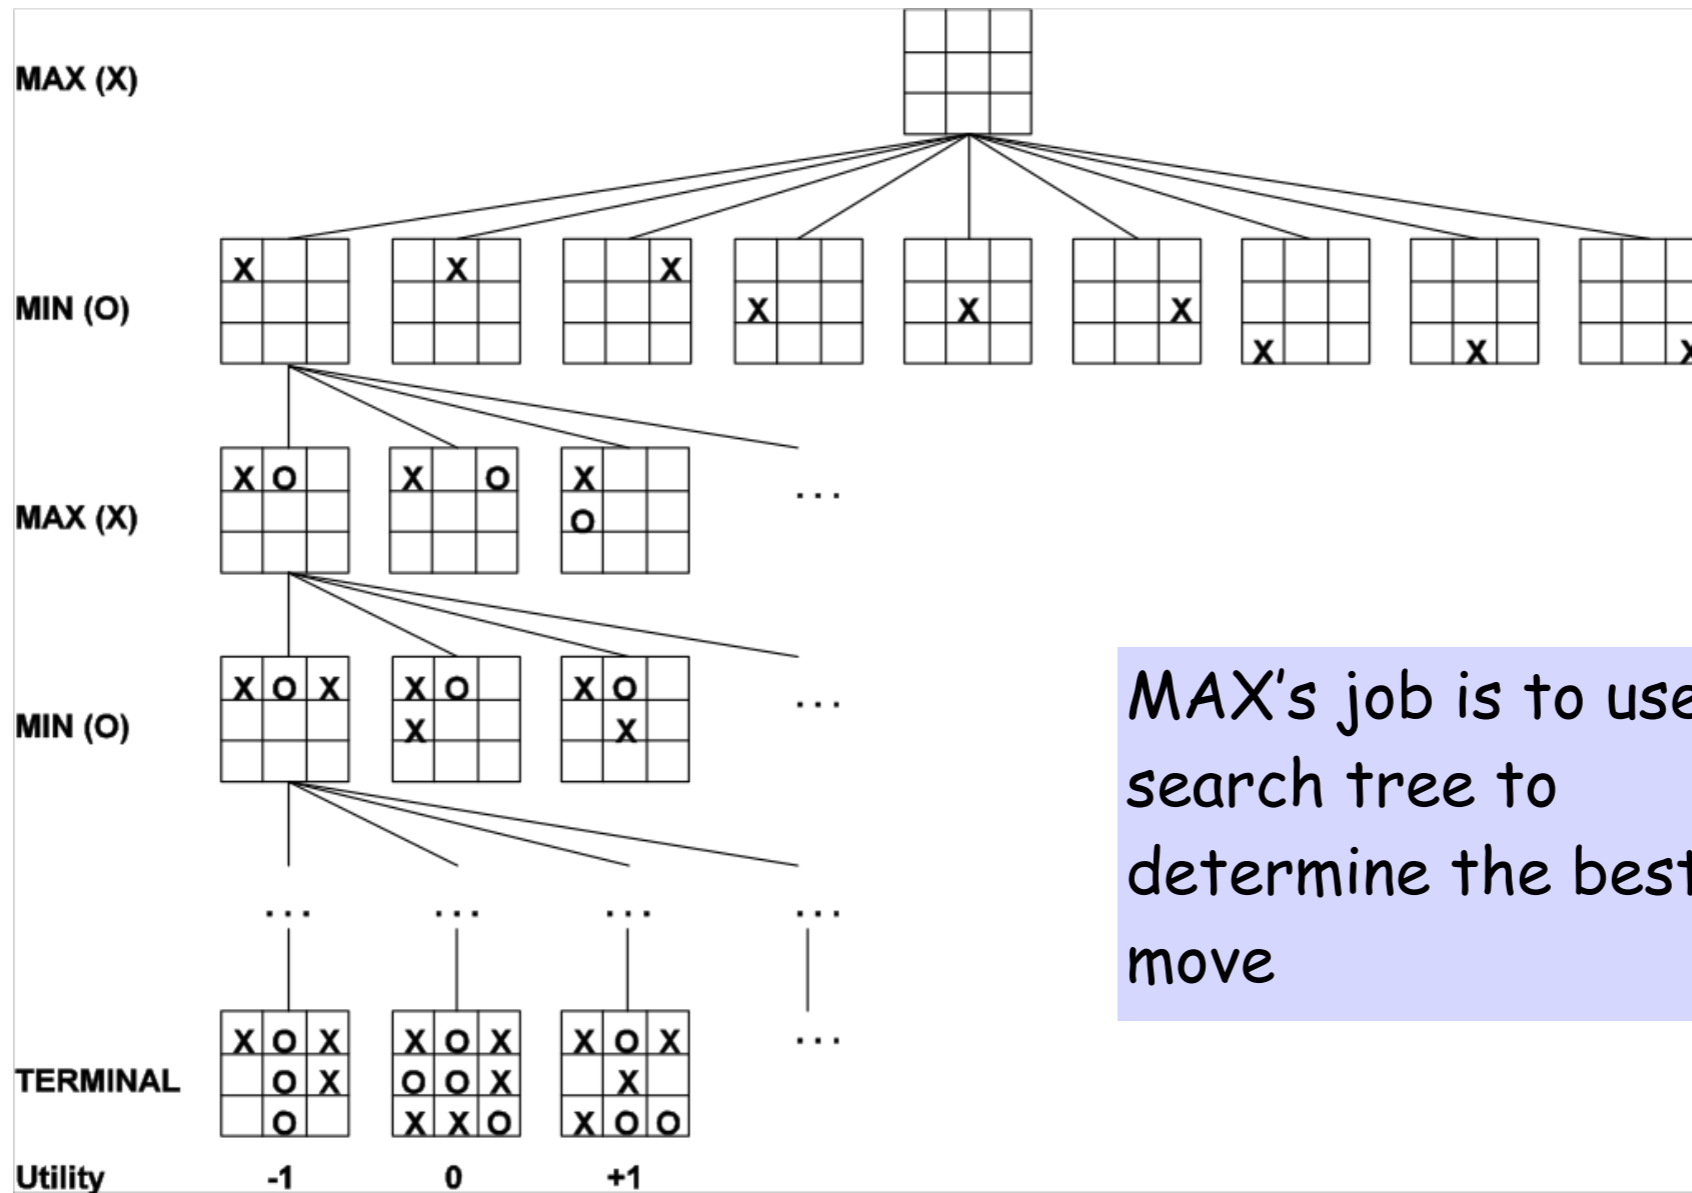 MAX (X)
MIN (O)
X X X X X X X X X
MAX (X)
X O X O X
O
...
MIN (O)
X O X X O X O
X X
...
... ... ... ...
TERMINAL
X O X X O X X O X
O X O O X X
O X X O X O O
...
Utility -1 0 +1
MAX's job is to use
search tree to
determine the best
move